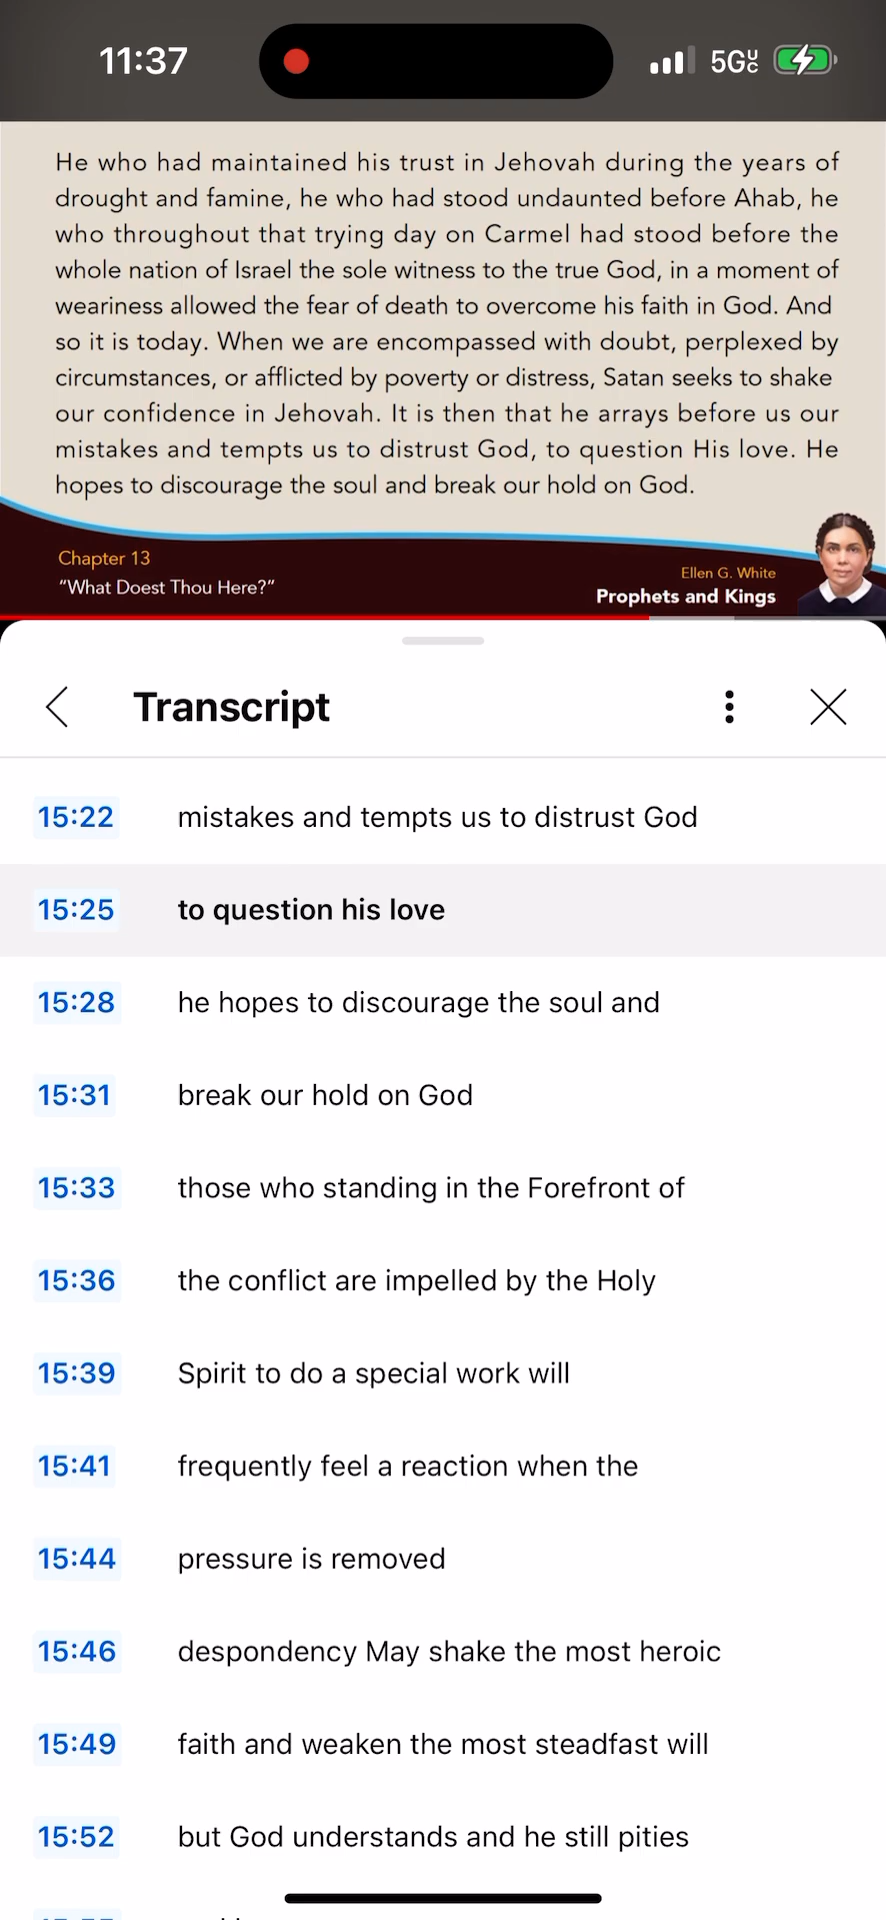 11:37
5GUC
He who had maintained his trust in Jehovah during the years of
drought and famine, he who had stood undaunted before Ahab, he
who throughout that trying day on Carmel had stood before the
whole nation of Israel the sole witness to the true God, in a moment of
weariness allowed the fear of death to overcome his faith in God. And
so it is today. When we are encompassed with doubt, perplexed by
circumstances, or afflicted by poverty or distress, Satan seeks to shake
our confidence in Jehovah. It is then that he arrays before us our
mistakes and tempts us to distrust God, to question His love. He
hopes to discourage the soul and break our hold on God.
Chapter 13
"What Doest Thou Here?"
Ellen G. White
Prophets and Kings
Transcript
15:22 mistakes and tempts us to distrust God
15:25 to question his love
15:28 he hopes to discourage the soul and
15:31 break our hold on God
15:33 those who standing in the Forefront of
15:36 the conflict are impelled by the Holy
15:39 Spirit to do a special work will
15:41 frequently feel a reaction when the
15:44 pressure is removed
15:46 despondency May shake the most heroic
15:49 faith and weaken the most steadfast will
15:52 but God understands and he still pities